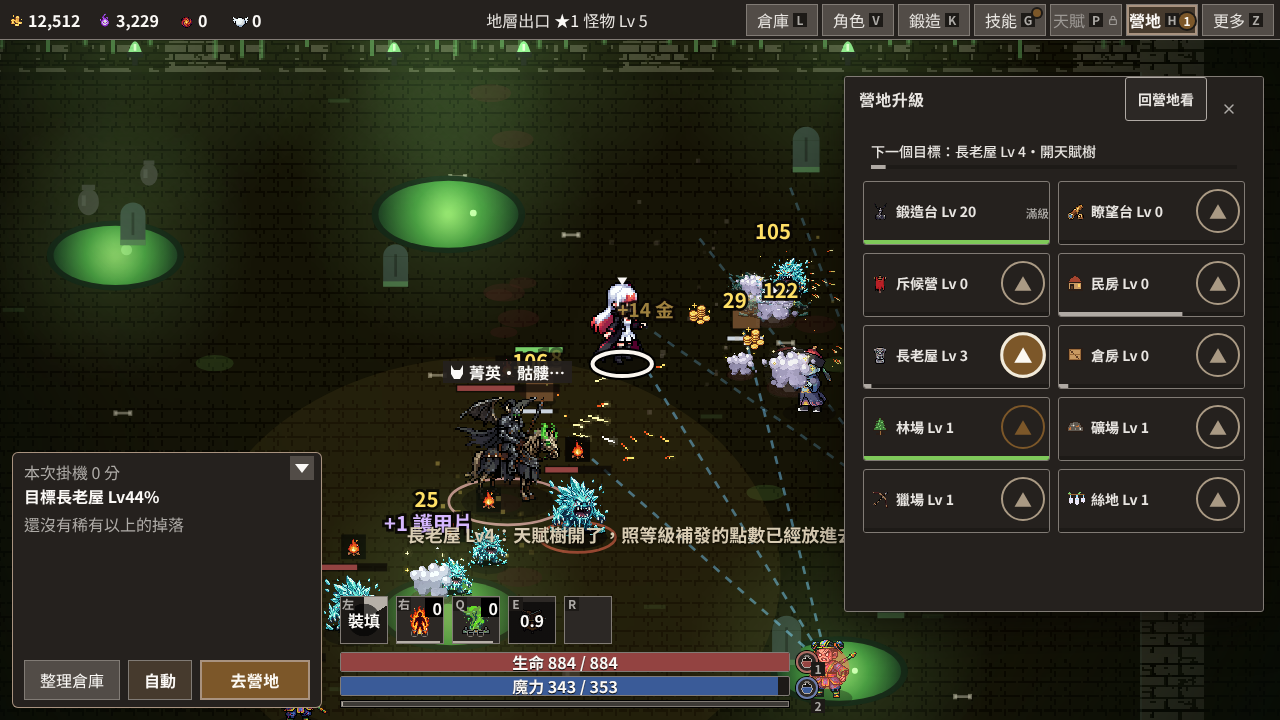 12,512 3,229 0 0
地層出口 ★1 怪物 Lv 5
倉庫 L 角色 V 鍛造 K 技能 G 天賦 P 營地 H 1 更多 Z
營地升級 回營地看 ×
下一個目標：長老屋 Lv 4・開天賦樹
鍛造台 Lv 20 滿級
瞭望台 Lv 0
斥候營 Lv 0
民房 Lv 0
長老屋 Lv 3
倉房 Lv 0
林場 Lv 1
礦場 Lv 1
獵場 Lv 1
絲地 Lv 1
105
122
29
+14 金
106
菁英・骷髏…
25
+1 護甲片
長老屋 Lv4：天賦樹開了，照等級補發的點數已經放進去
本次掛機 0 分
目標長老屋 Lv44%
還沒有稀有以上的掉落
整理倉庫 自動 去營地
左 裝填
右 0
Q 0
E 0.9
R
生命 884 / 884
魔力 343 / 353
1
2